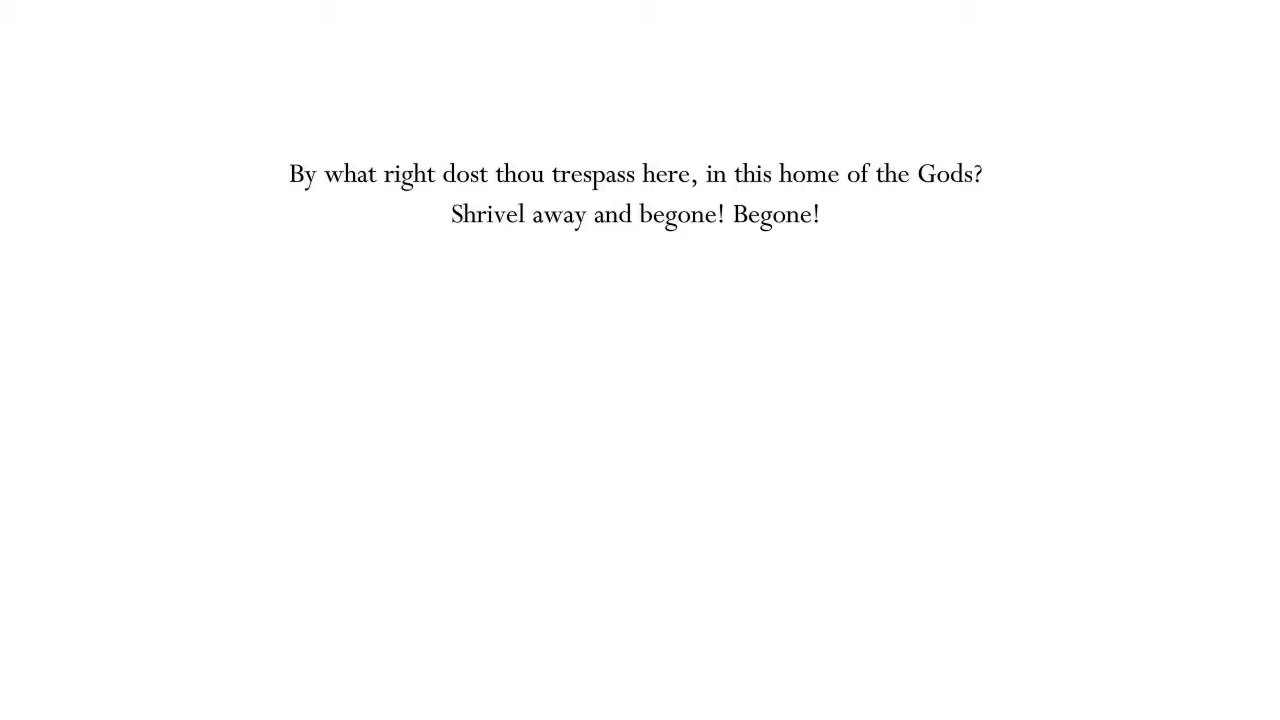 By what right dost thou trespass here, in this home of the Gods?
Shrivel away and begone! Begone!